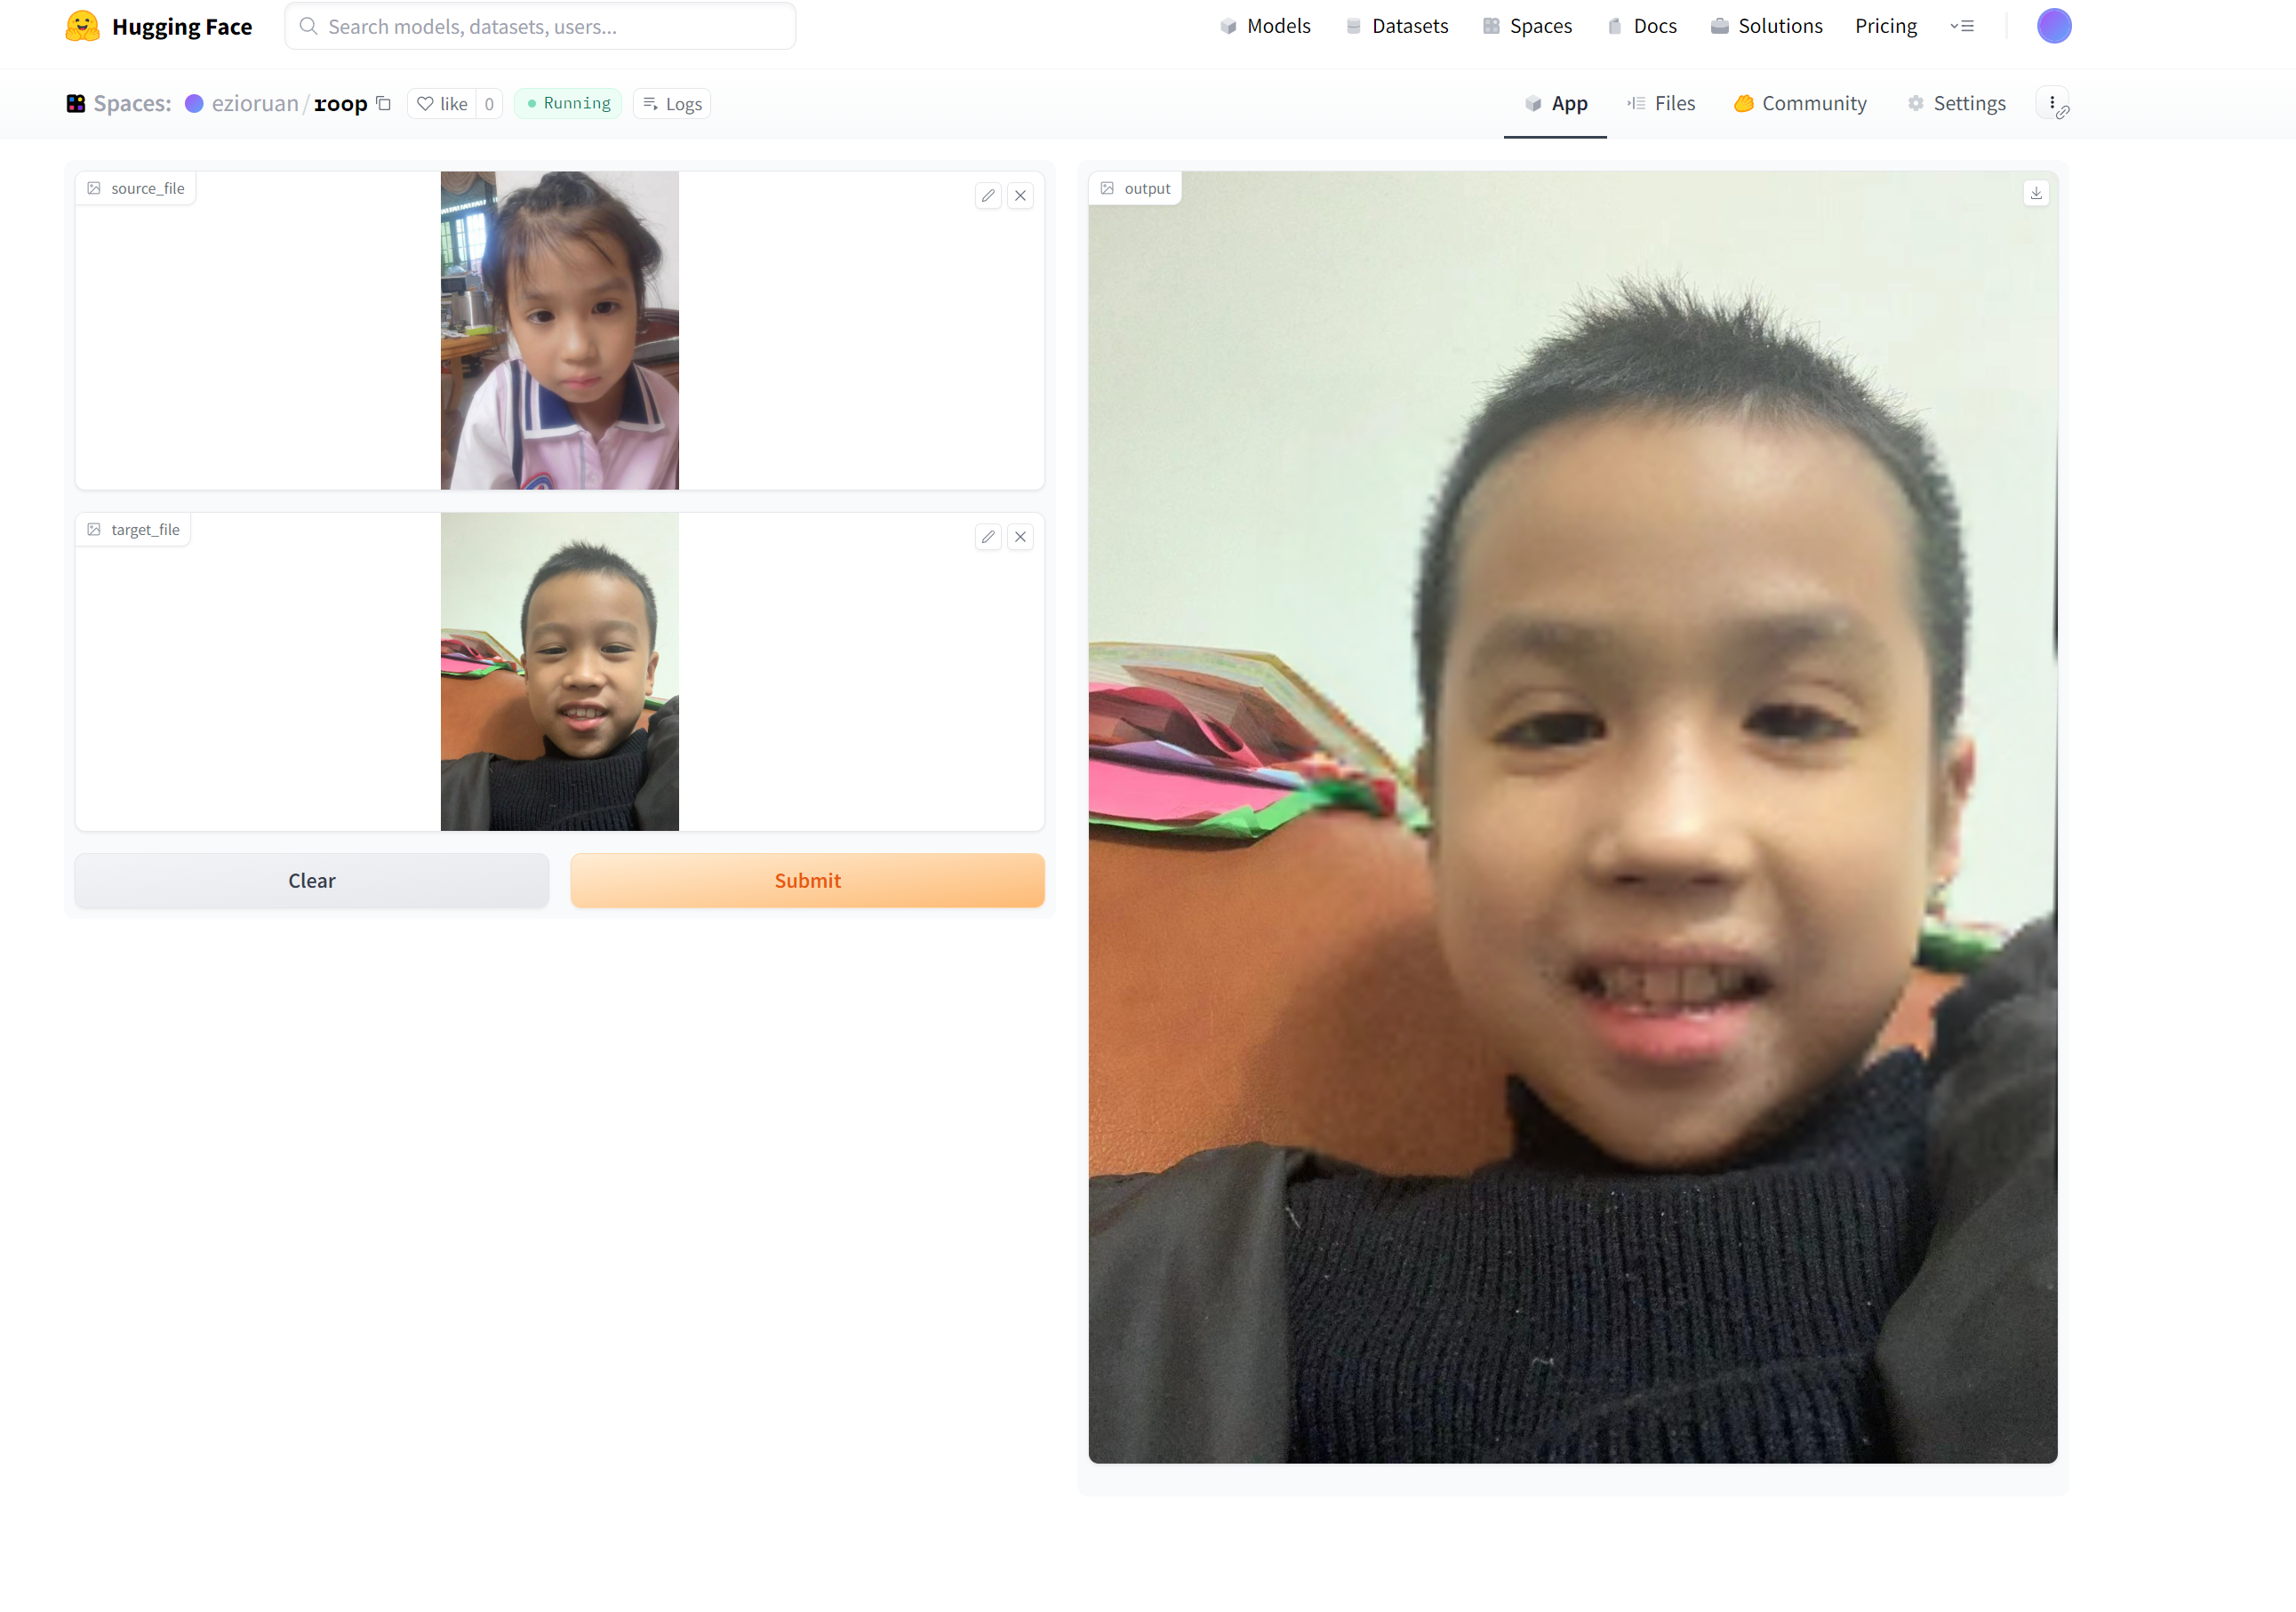 Hugging Face
Search models, datasets, users...
Models
Datasets
Spaces
Docs
Solutions
Pricing
Spaces:
ezioruan/roop
like 0
Running
Logs
App
Files
Community
Settings
source_file
target_file
Clear
Submit
output